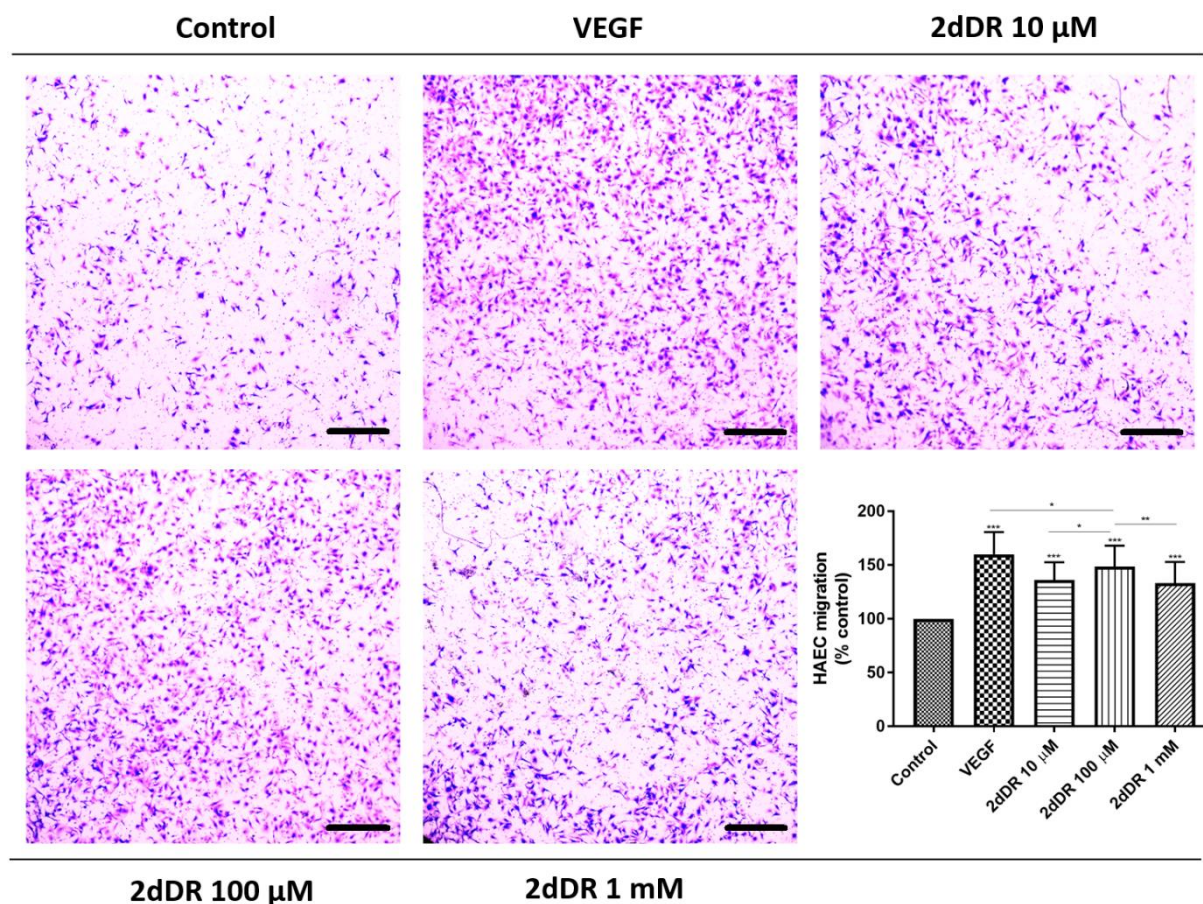 Control VEGF 2dDR 10 µM
200
150
100
50
0
HAEC migration
(% control)
* 
* **
*** *** *** ***
Control VEGF 2dDR 10 µM 2dDR 100 µM 2dDR 1 mM
2dDR 100 µM 2dDR 1 mM